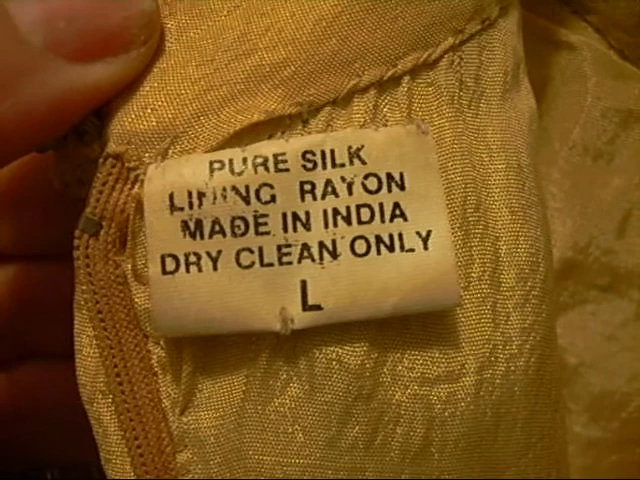 PURE SILK
LINING RAYON
MADE IN INDIA
DRY CLEAN ONLY
L